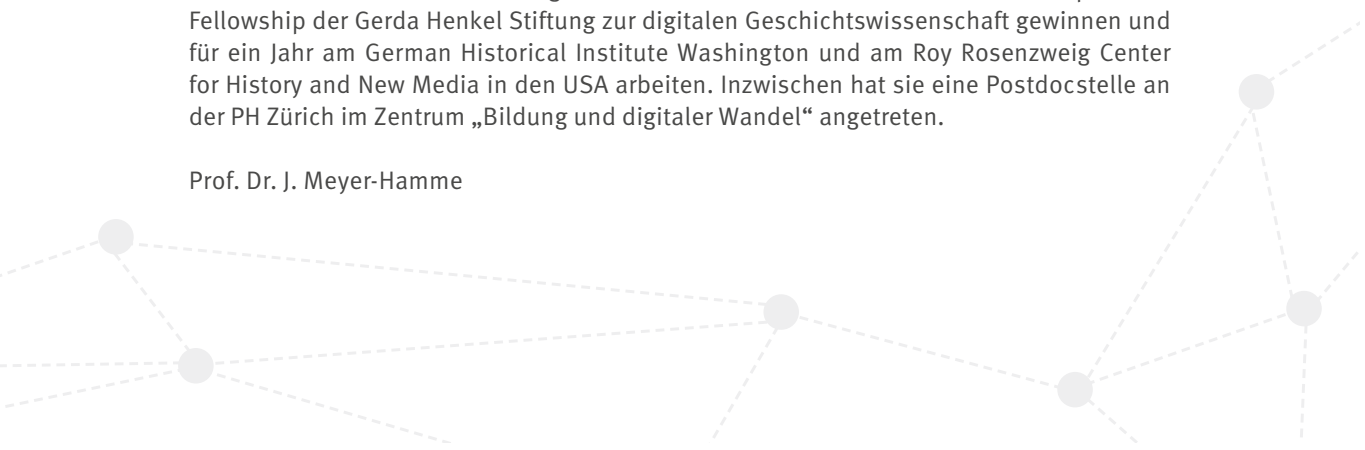 Fellowship der Gerda Henkel Stiftung zur digitalen Geschichtswissenschaft gewinnen und
für ein Jahr am German Historical Institute Washington und am Roy Rosenzweig Center
for History and New Media in den USA arbeiten. Inzwischen hat sie eine Postdocstelle an
der PH Zürich im Zentrum „Bildung und digitaler Wandel“ angetreten.
Prof. Dr. J. Meyer-Hamme